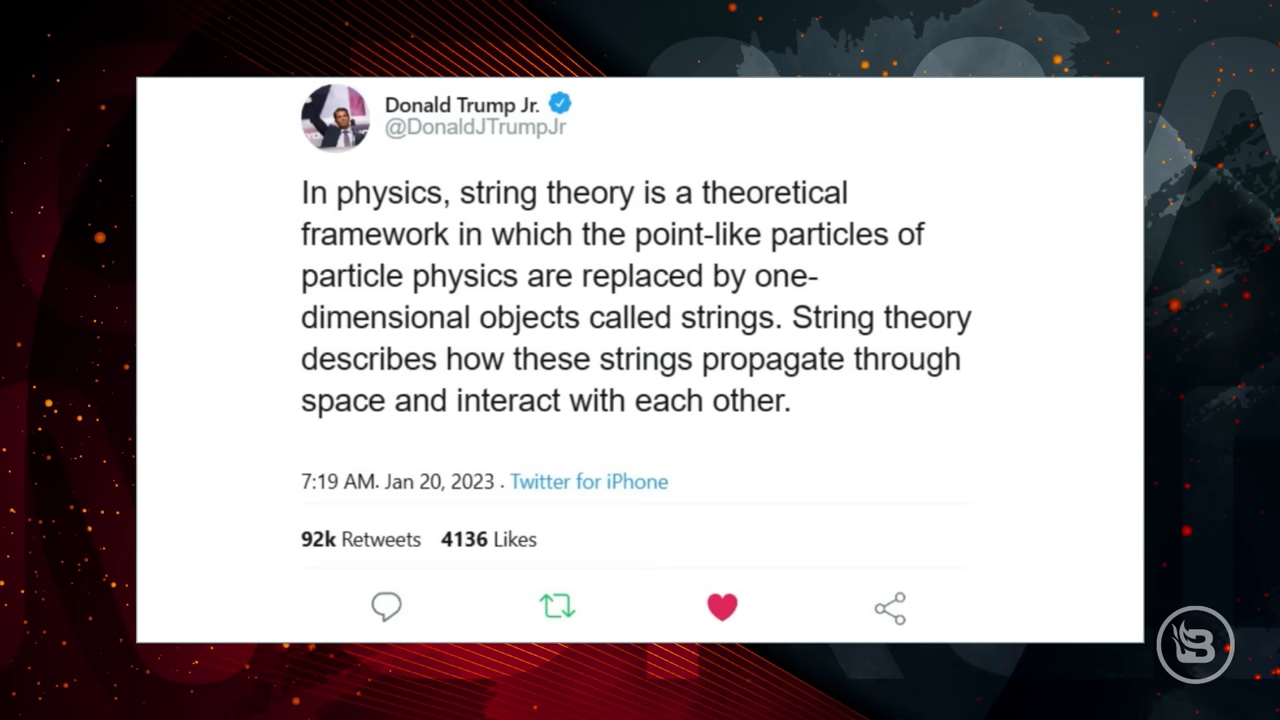 Donald Trump Jr.
@DonaldJTrumpJr
In physics, string theory is a theoretical
framework in which the point-like particles of
particle physics are replaced by one-
dimensional objects called strings. String theory
describes how these strings propagate through
space and interact with each other.
7:19 AM. Jan 20, 2023 . Twitter for iPhone
92k Retweets 4136 Likes
B